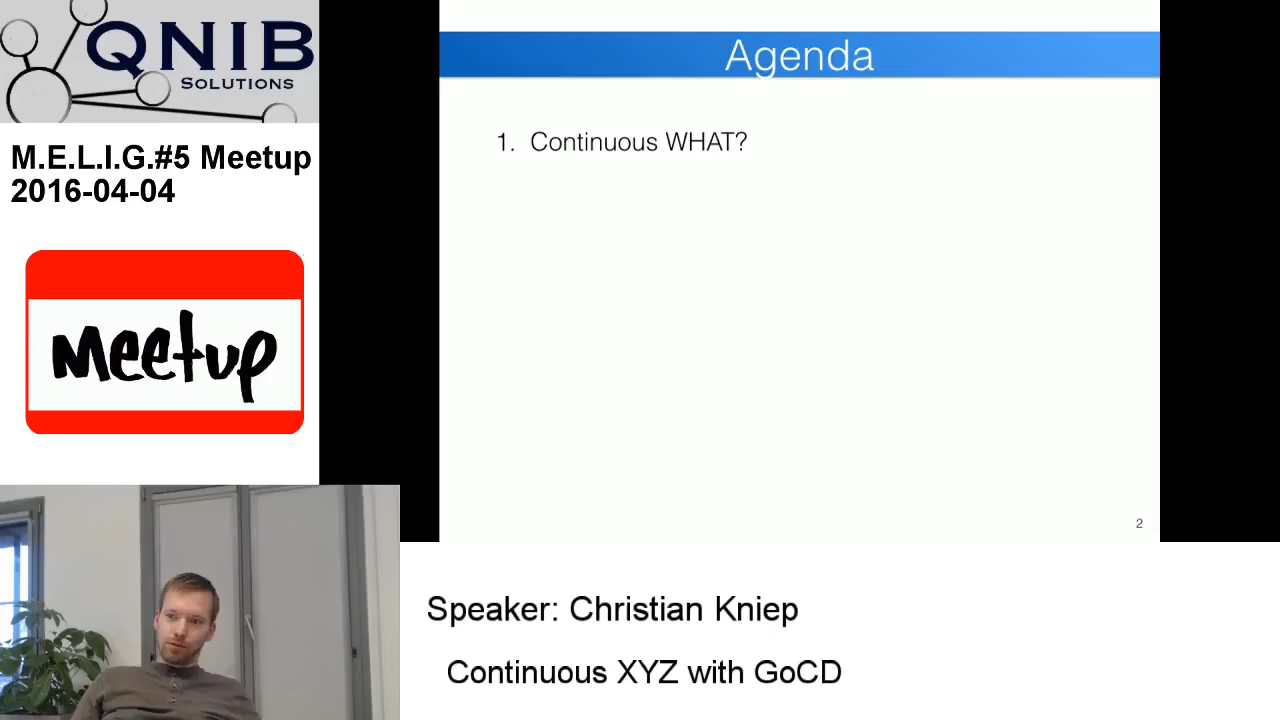 QNIB
SOLUTIONS
M.E.L.I.G.#5 Meetup
2016-04-04
Meetup
Agenda
1. Continuous WHAT?
2
Speaker: Christian Kniep
Continuous XYZ with GoCD